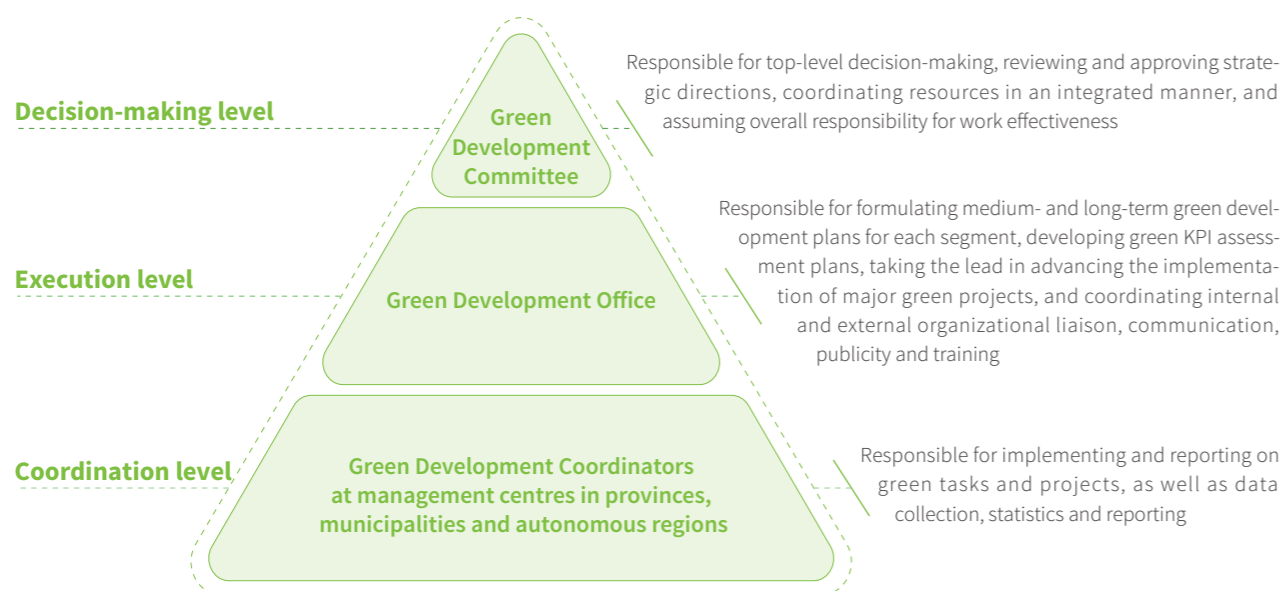 Decision-making level
Green
Development
Committee
Responsible for top-level decision-making, reviewing and approving strate-
gic directions, coordinating resources in an integrated manner, and
assuming overall responsibility for work effectiveness
Execution level
Green Development Office
Responsible for formulating medium- and long-term green devel-
opment plans for each segment, developing green KPI assess-
ment plans, taking the lead in advancing the implementa-
tion of major green projects, and coordinating internal
and external organizational liaison, communication,
publicity and training
Coordination level
Green Development Coordinators
at management centres in provinces,
municipalities and autonomous regions
Responsible for implementing and reporting on
green tasks and projects, as well as data
collection, statistics and reporting